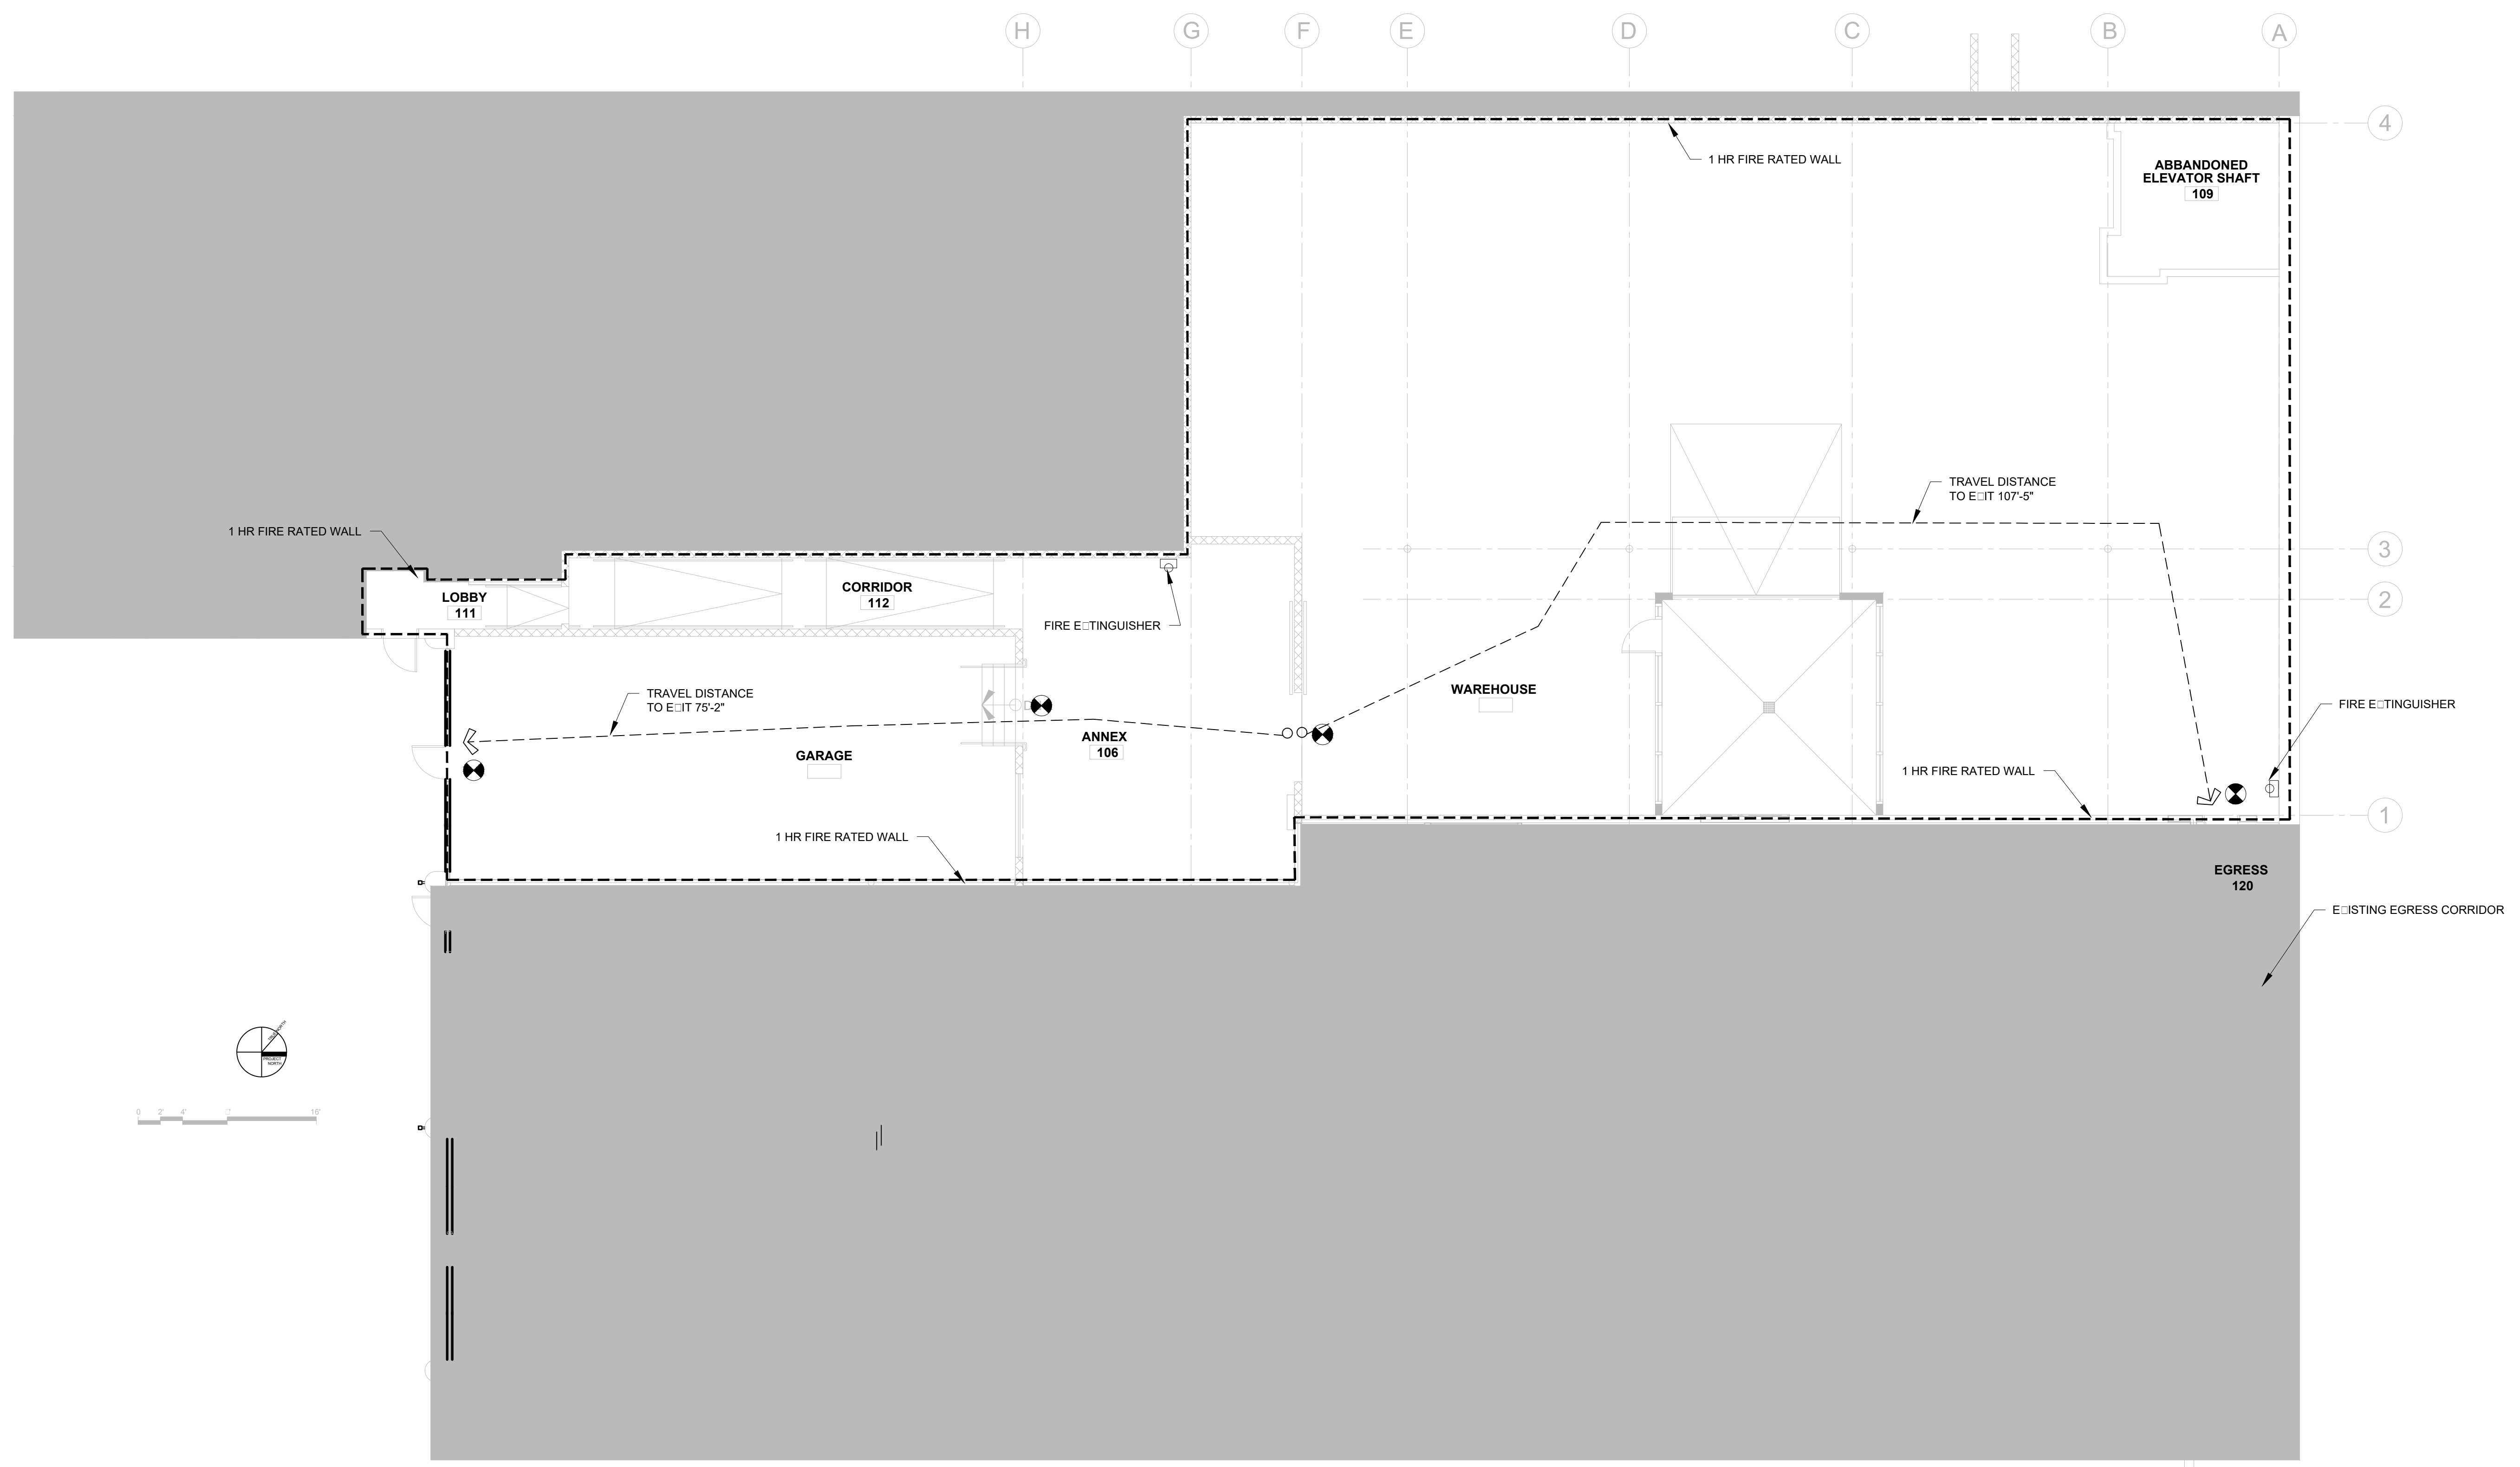 H G F E D C B A
4
1 HR FIRE RATED WALL
ABBANDONED
ELEVATOR SHAFT
109
TRAVEL DISTANCE
TO E□IT 107'-5"
1 HR FIRE RATED WALL
3
CORRIDOR
112
LOBBY
111
2
FIRE E□TINGUISHER
TRAVEL DISTANCE
TO E□IT 75'-2"
WAREHOUSE
FIRE E□TINGUISHER
ANNEX
106
GARAGE
1 HR FIRE RATED WALL
1
1 HR FIRE RATED WALL
EGRESS
120
E□ISTING EGRESS CORRIDOR
PROJECT
NORTH
0 2' 4' 16'